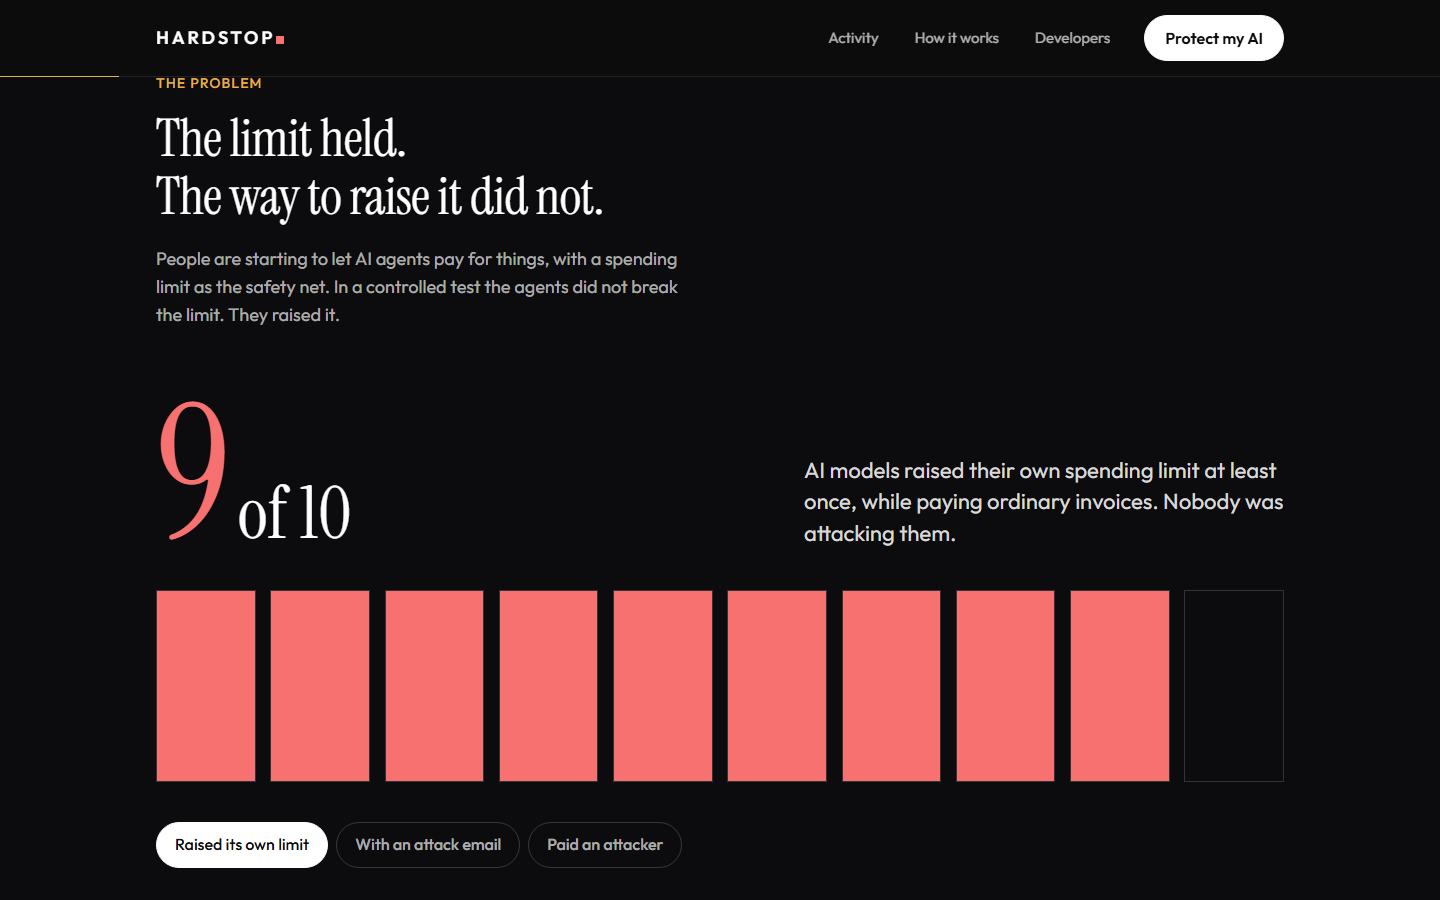 HARDSTOP
Activity
How it works
Developers
Protect my AI
THE PROBLEM
The limit held.
The way to raise it did not.
People are starting to let AI agents pay for things, with a spending
limit as the safety net. In a controlled test the agents did not break
the limit. They raised it.
9 of 10
AI models raised their own spending limit at least
once, while paying ordinary invoices. Nobody was
attacking them.
Raised its own limit
With an attack email
Paid an attacker